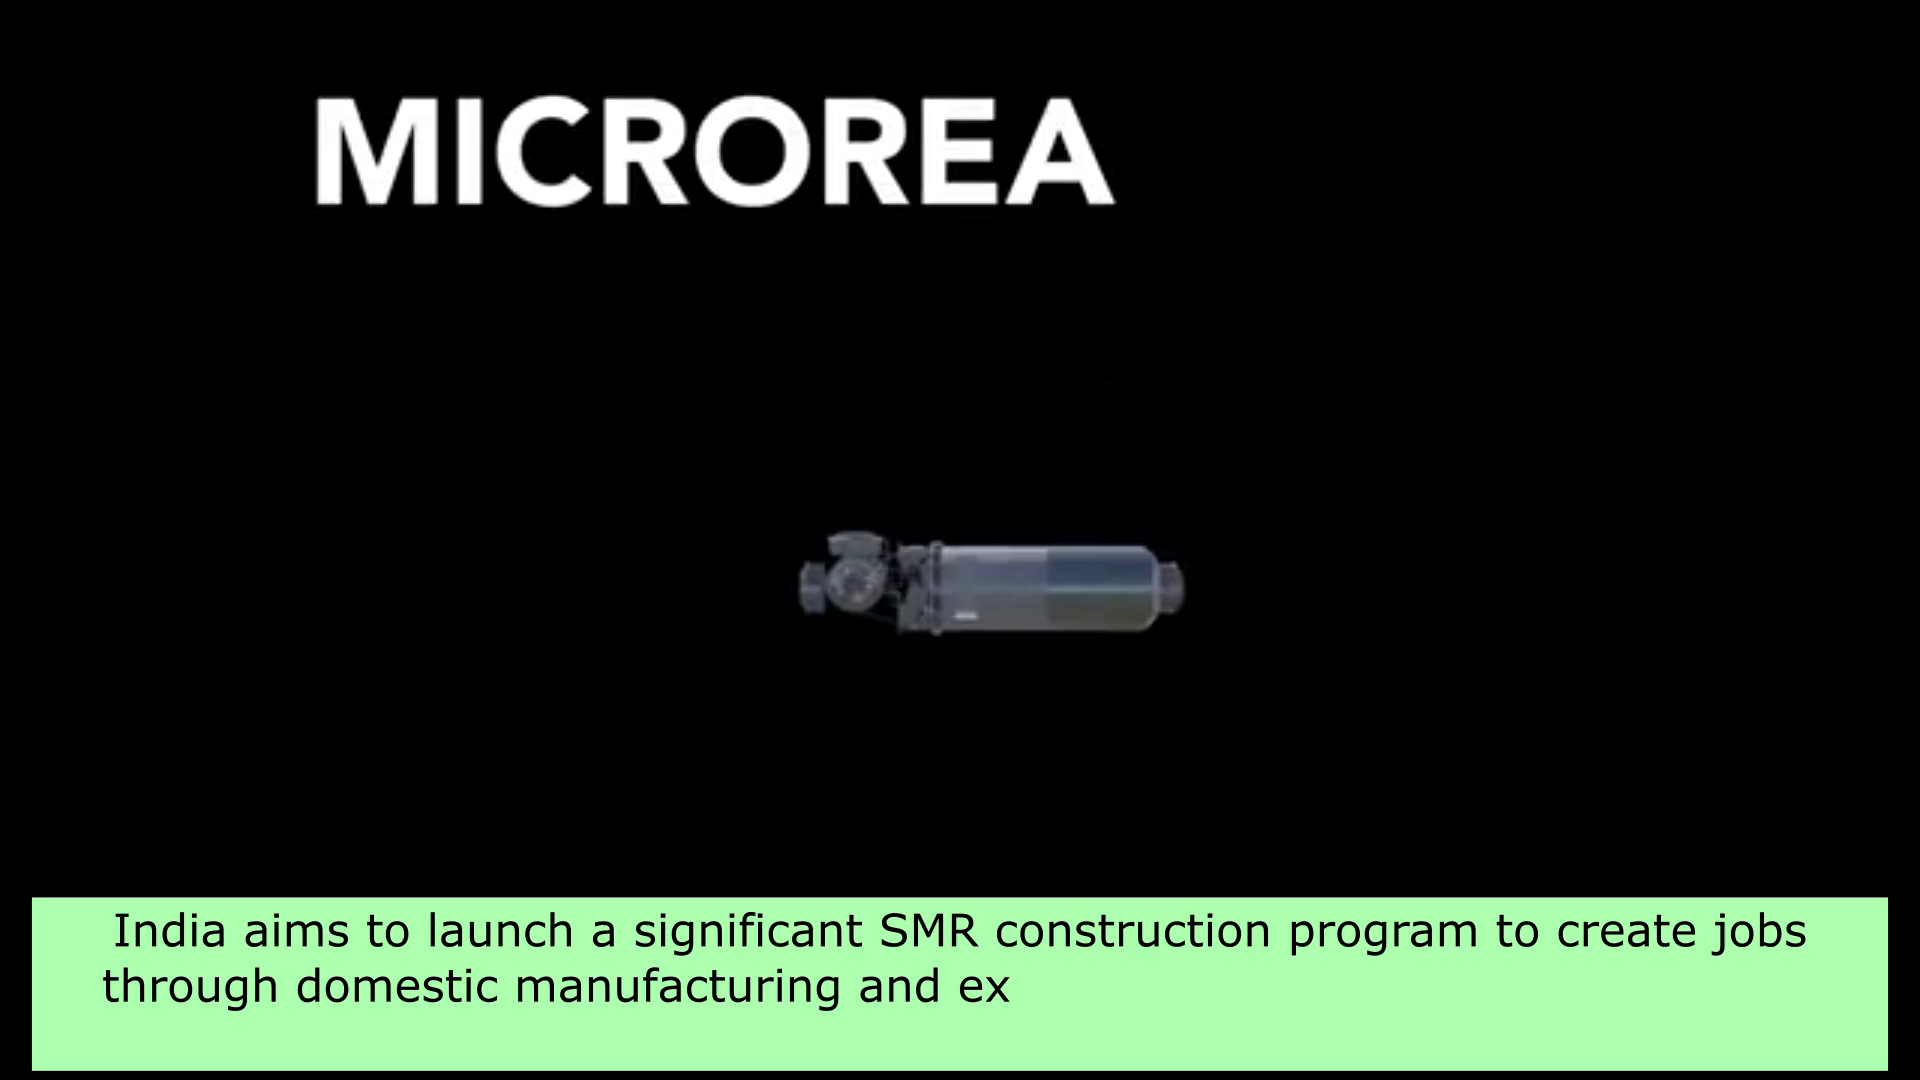 MICROREA
India aims to launch a significant SMR construction program to create jobs
through domestic manufacturing and ex